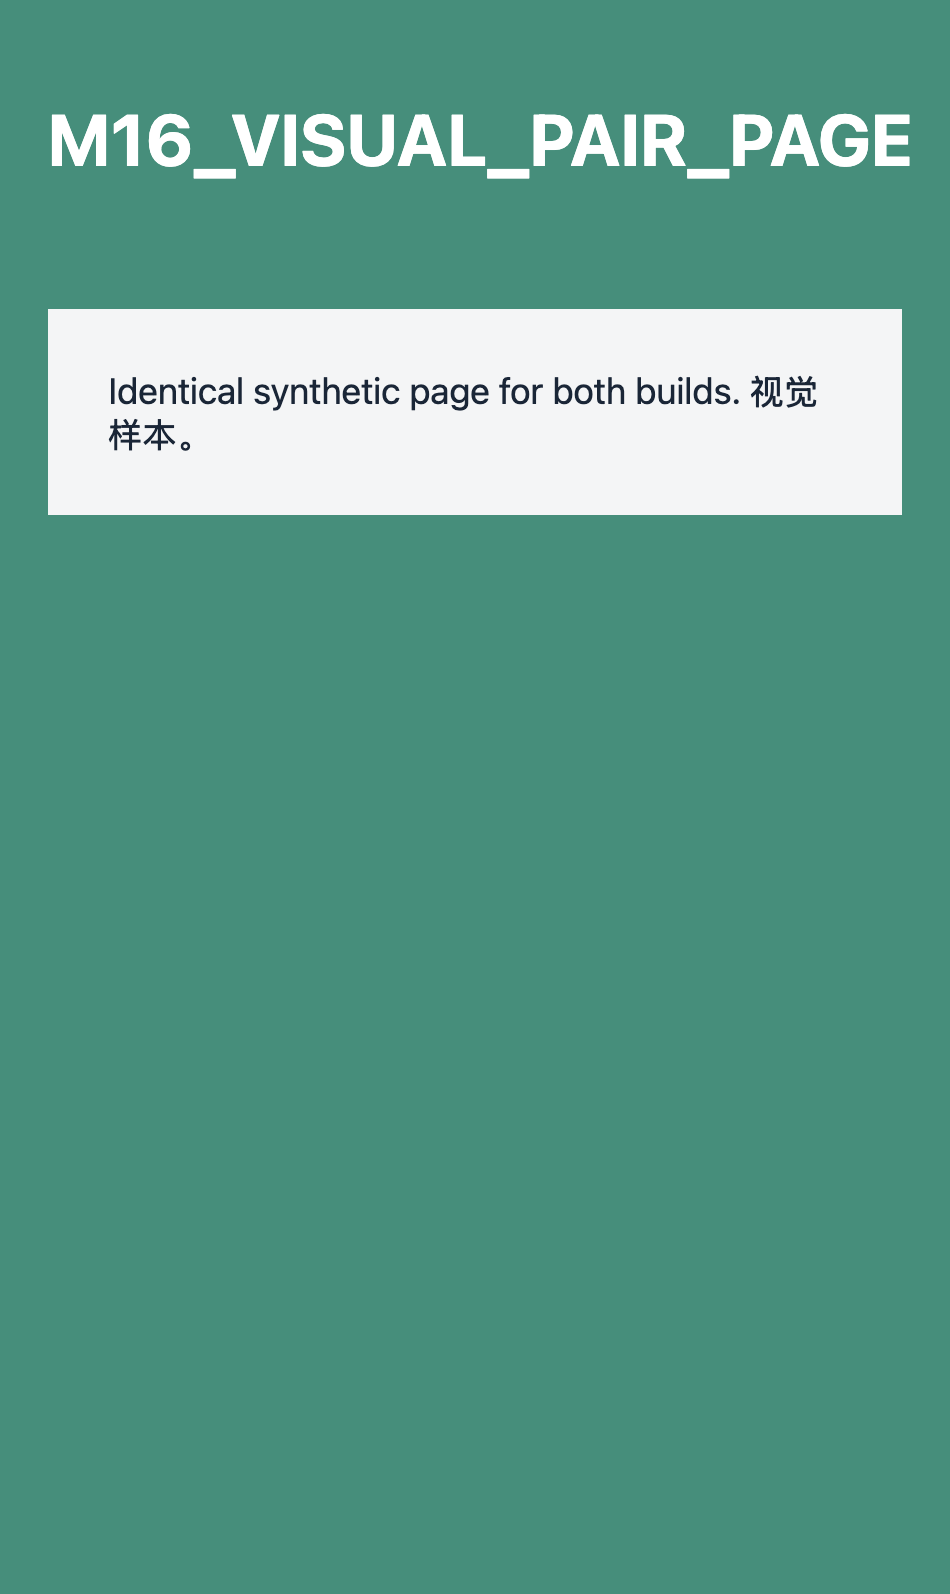 M16_VISUAL_PAIR_PAGE
Identical synthetic page for both builds. 视觉
样本。